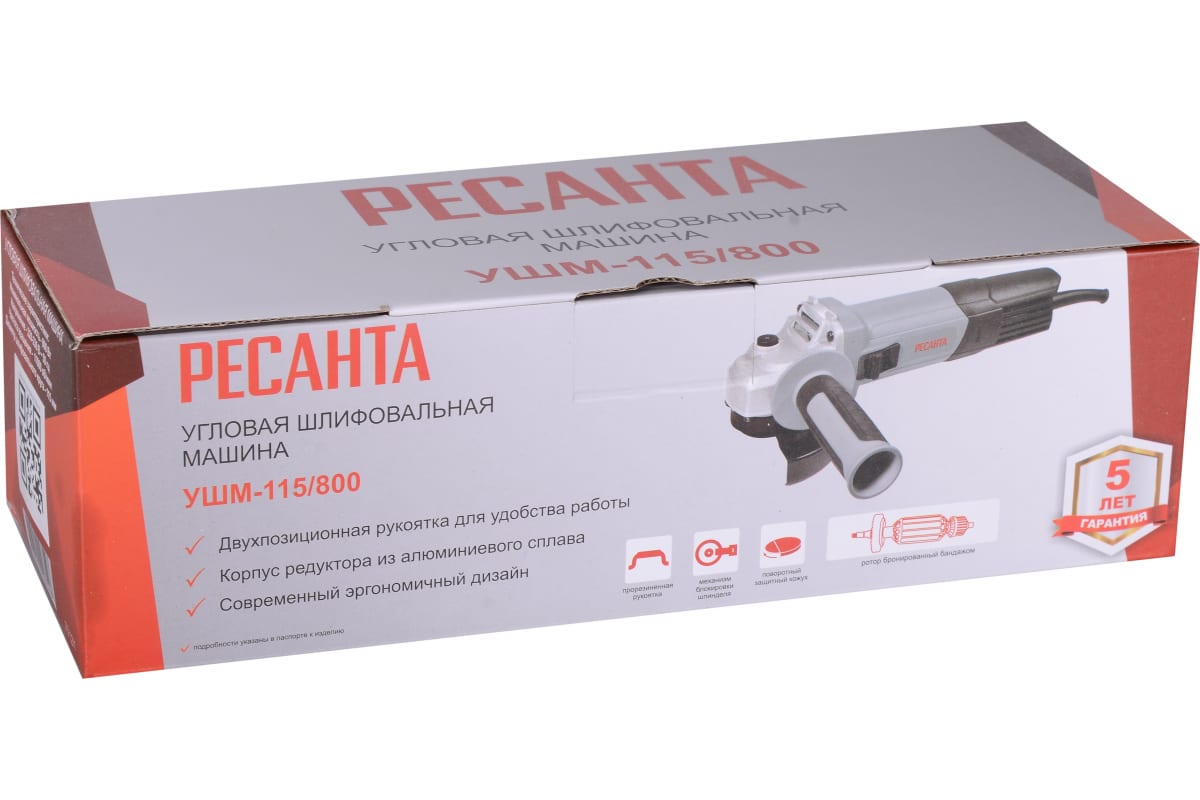 РЕСАНТА
УГЛОВАЯ ШЛИФОВАЛЬНАЯ
МАШИНА
УШМ-115/800
РЕСАНТА
УГЛОВАЯ ШЛИФОВАЛЬНАЯ
МАШИНА
УШМ-115/800
Двухпозиционная рукоятка для удобства работы
Корпус редуктора из алюминиевого сплава
Современный эргономичный дизайн
подробности указаны в паспорте к изделию
РЕСАНТА
прорезиненная
рукоятка
механизм
блокировки
шпинделя
поворотный
защитный кожух
ротор бронированный бандажом
5
ЛЕТ
ГАРАНТИЯ